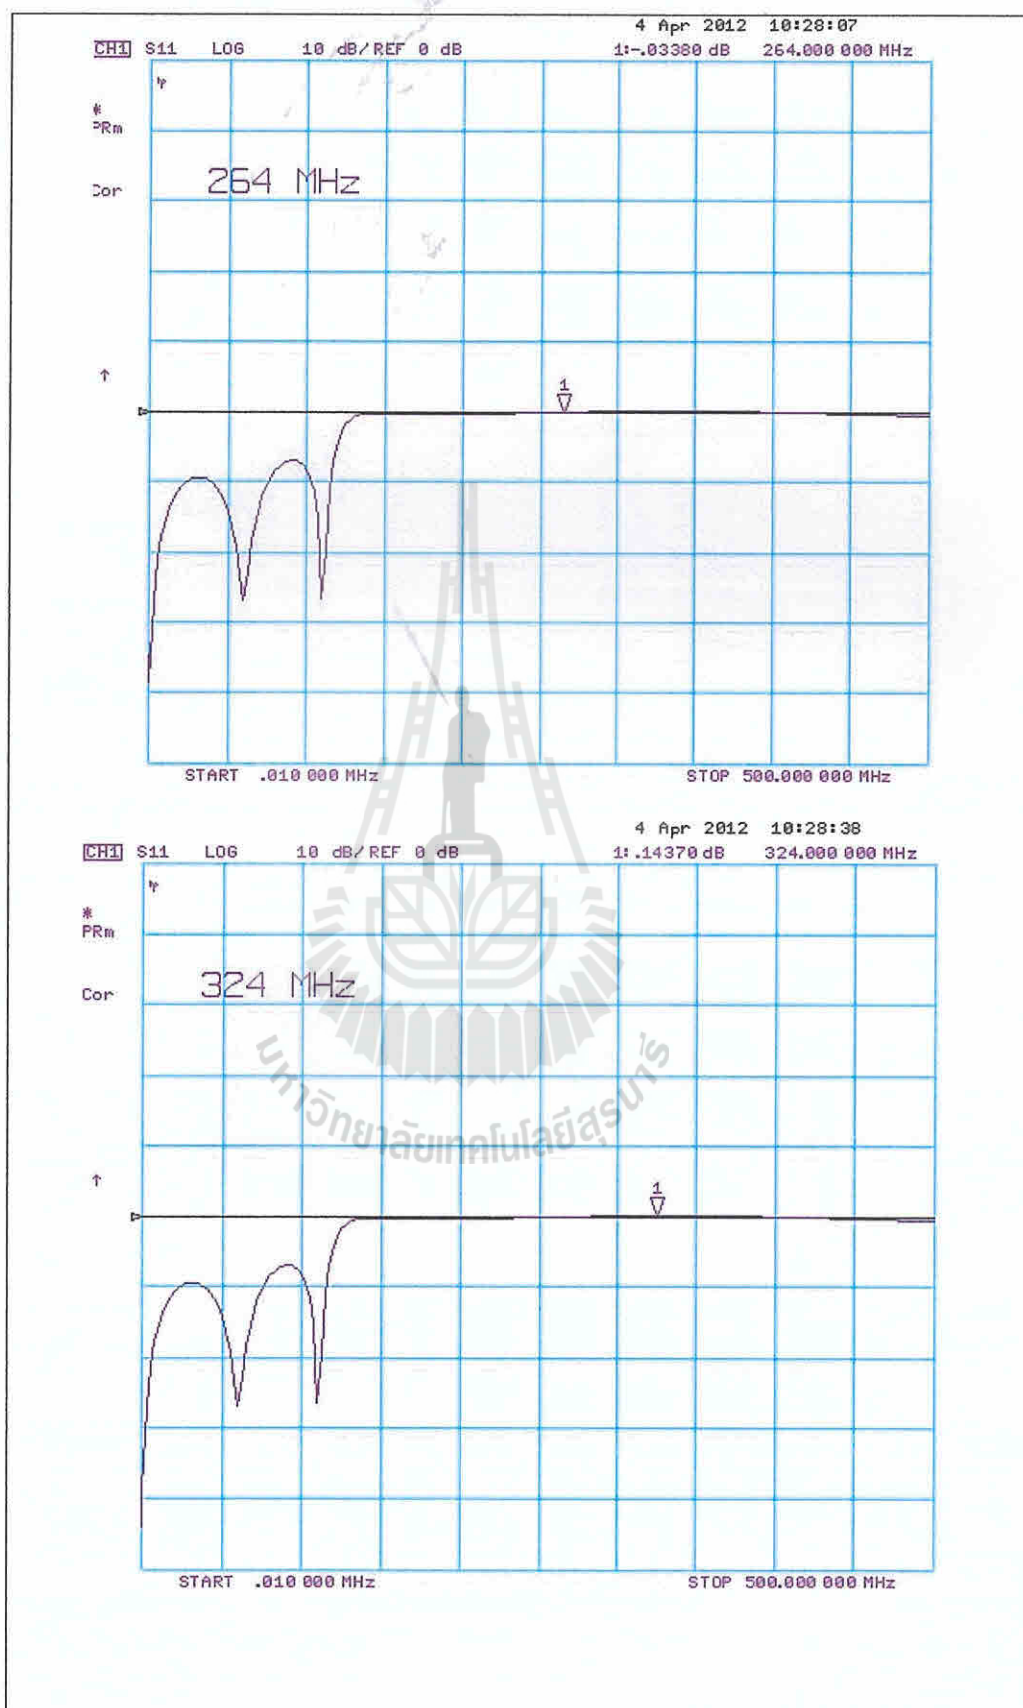 4 Apr 2012 10:28:07
CH1 S11 LOG 10 dB/REF 0 dB 1:-.03380 dB 264.000 000 MHz
*
PRm
Cor
264 MHz
↑
1
START .010 000 MHz STOP 500.000 000 MHz
4 Apr 2012 10:28:38
CH1 S11 LOG 10 dB/REF 0 dB 1:.14370 dB 324.000 000 MHz
*
PRm
Cor
324 MHz
มหาวิทยาลัยเทคโนโลยีสุรนารี
↑
1
START .010 000 MHz STOP 500.000 000 MHz